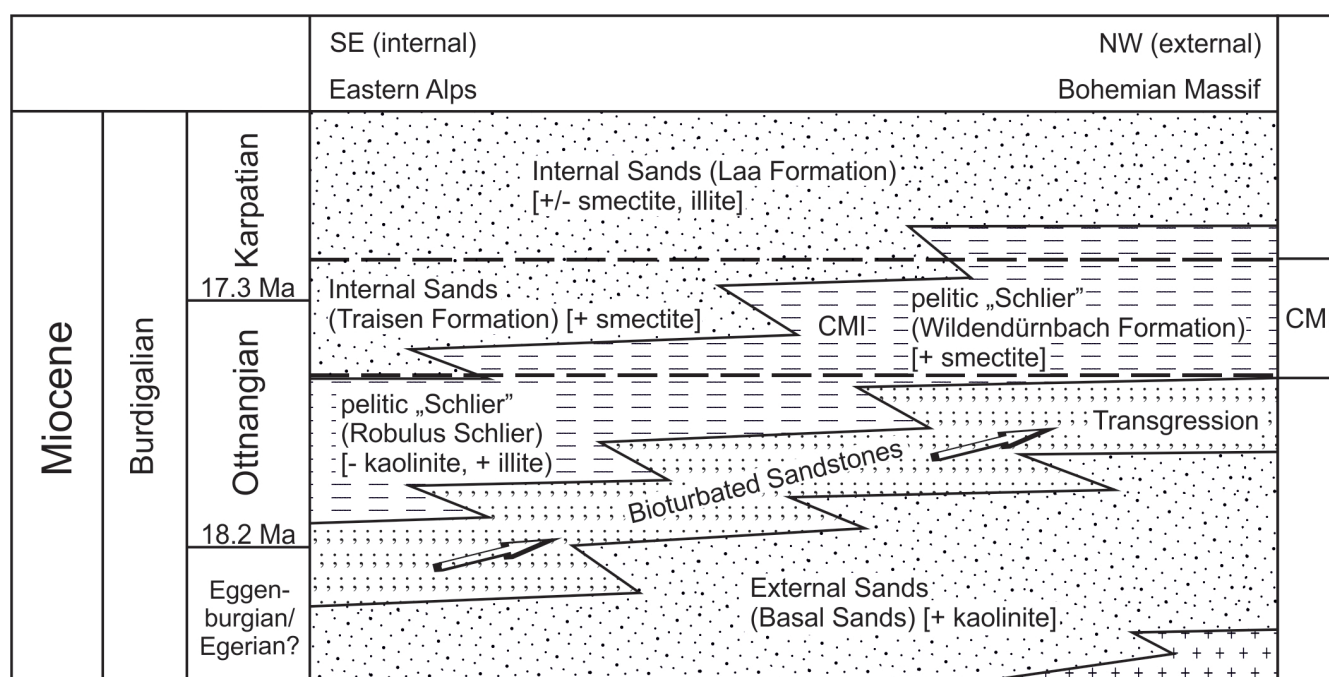 SE (internal)
NW (external)
Eastern Alps
Bohemian Massif
Miocene
Burdigalian
Karpatian
17.3 Ma
Ottnangian
18.2 Ma
Eggen-
burgian/
Egerian?
Internal Sands (Laa Formation)
[+/- smectite, illite]
Internal Sands
(Traisen Formation) [+ smectite]
CMI
pelitic „Schlier”
(Wildendürnbach Formation)
[+ smectite]
CM
pelitic „Schlier”
(Robulus Schlier)
[- kaolinite, + illite)
Transgression
Bioturbated Sandstones
External Sands
(Basal Sands) [+ kaolinite]